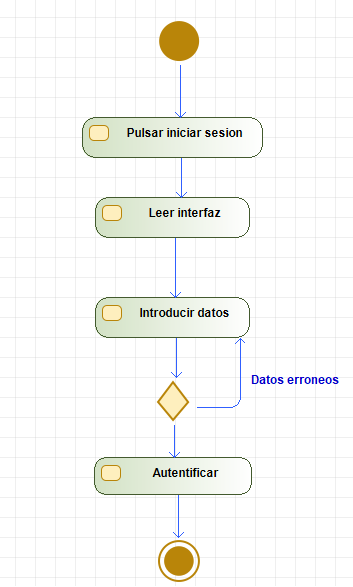 Pulsar iniciar sesion
Leer interfaz
Introducir datos
Datos erroneos
Autentificar